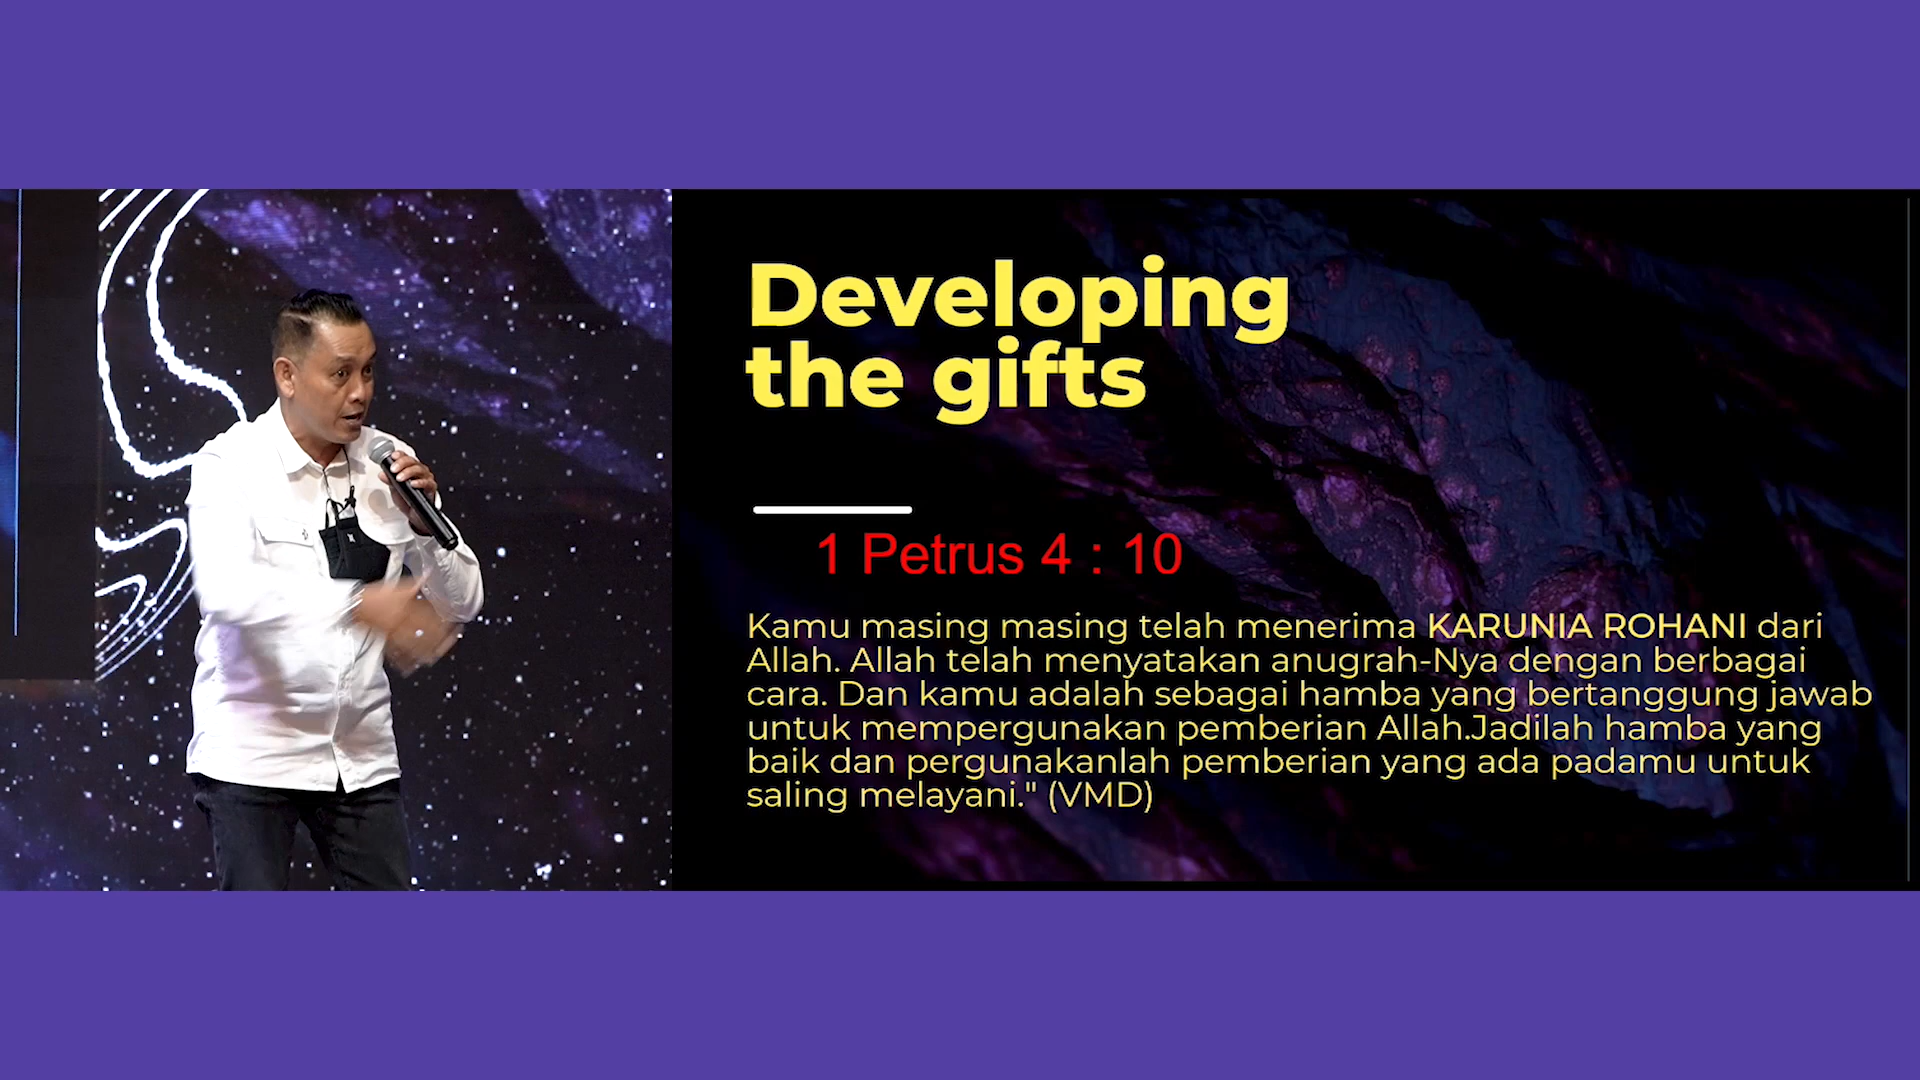 Developing
the gifts
1 Petrus 4 : 10
Kamu masing masing telah menerima KARUNIA ROHANI dari
Allah. Allah telah menyatakan anugrah-Nya dengan berbagai
cara. Dan kamu adalah sebagai hamba yang bertanggung jawab
untuk mempergunakan pemberian Allah.Jadilah hamba yang
baik dan pergunakanlah pemberian yang ada padamu untuk
saling melayani." (VMD)